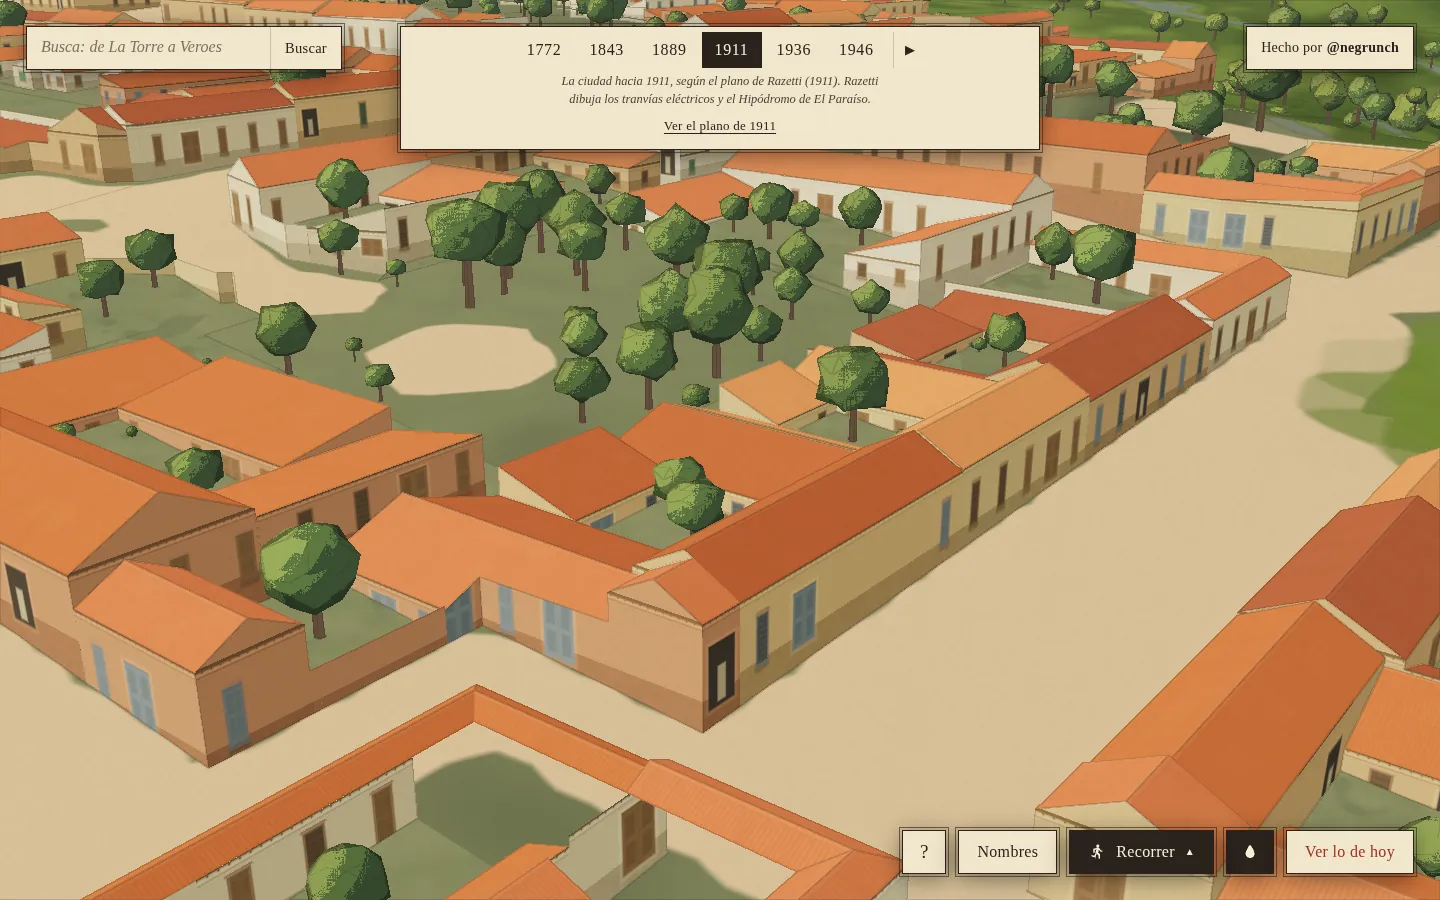 Busca: de La Torre a Veroes
Buscar
1772 1843 1889 1911 1936 1946 ▶
La ciudad hacia 1911, según el plano de Razetti (1911). Razetti
dibuja los tranvías eléctricos y el Hipódromo de El Paraíso.
Ver el plano de 1911
Hecho por @negrunch
?
Nombres
Recorrer ▲
Ver lo de hoy